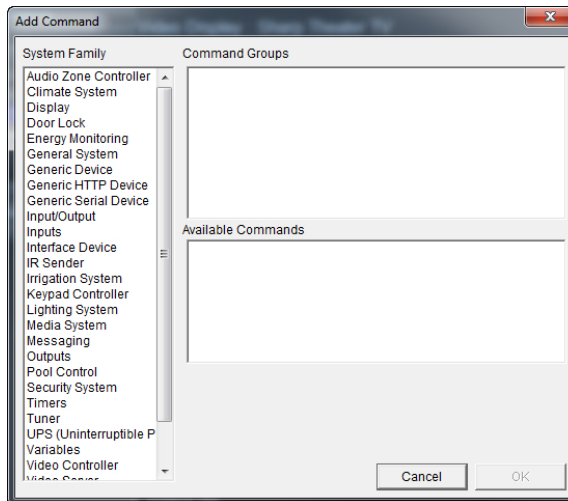 Add Command
System Family
Command Groups
Audio Zone Controller
Climate System
Display
Door Lock
Energy Monitoring
General System
Generic Device
Generic HTTP Device
Generic Serial Device
Input/Output
Inputs
Interface Device
IR Sender
Irrigation System
Keypad Controller
Lighting System
Media System
Messaging
Outputs
Pool Control
Security System
Timers
Tuner
UPS (Uninterruptible P
Variables
Video Controller
Video Server
Available Commands
Cancel
OK